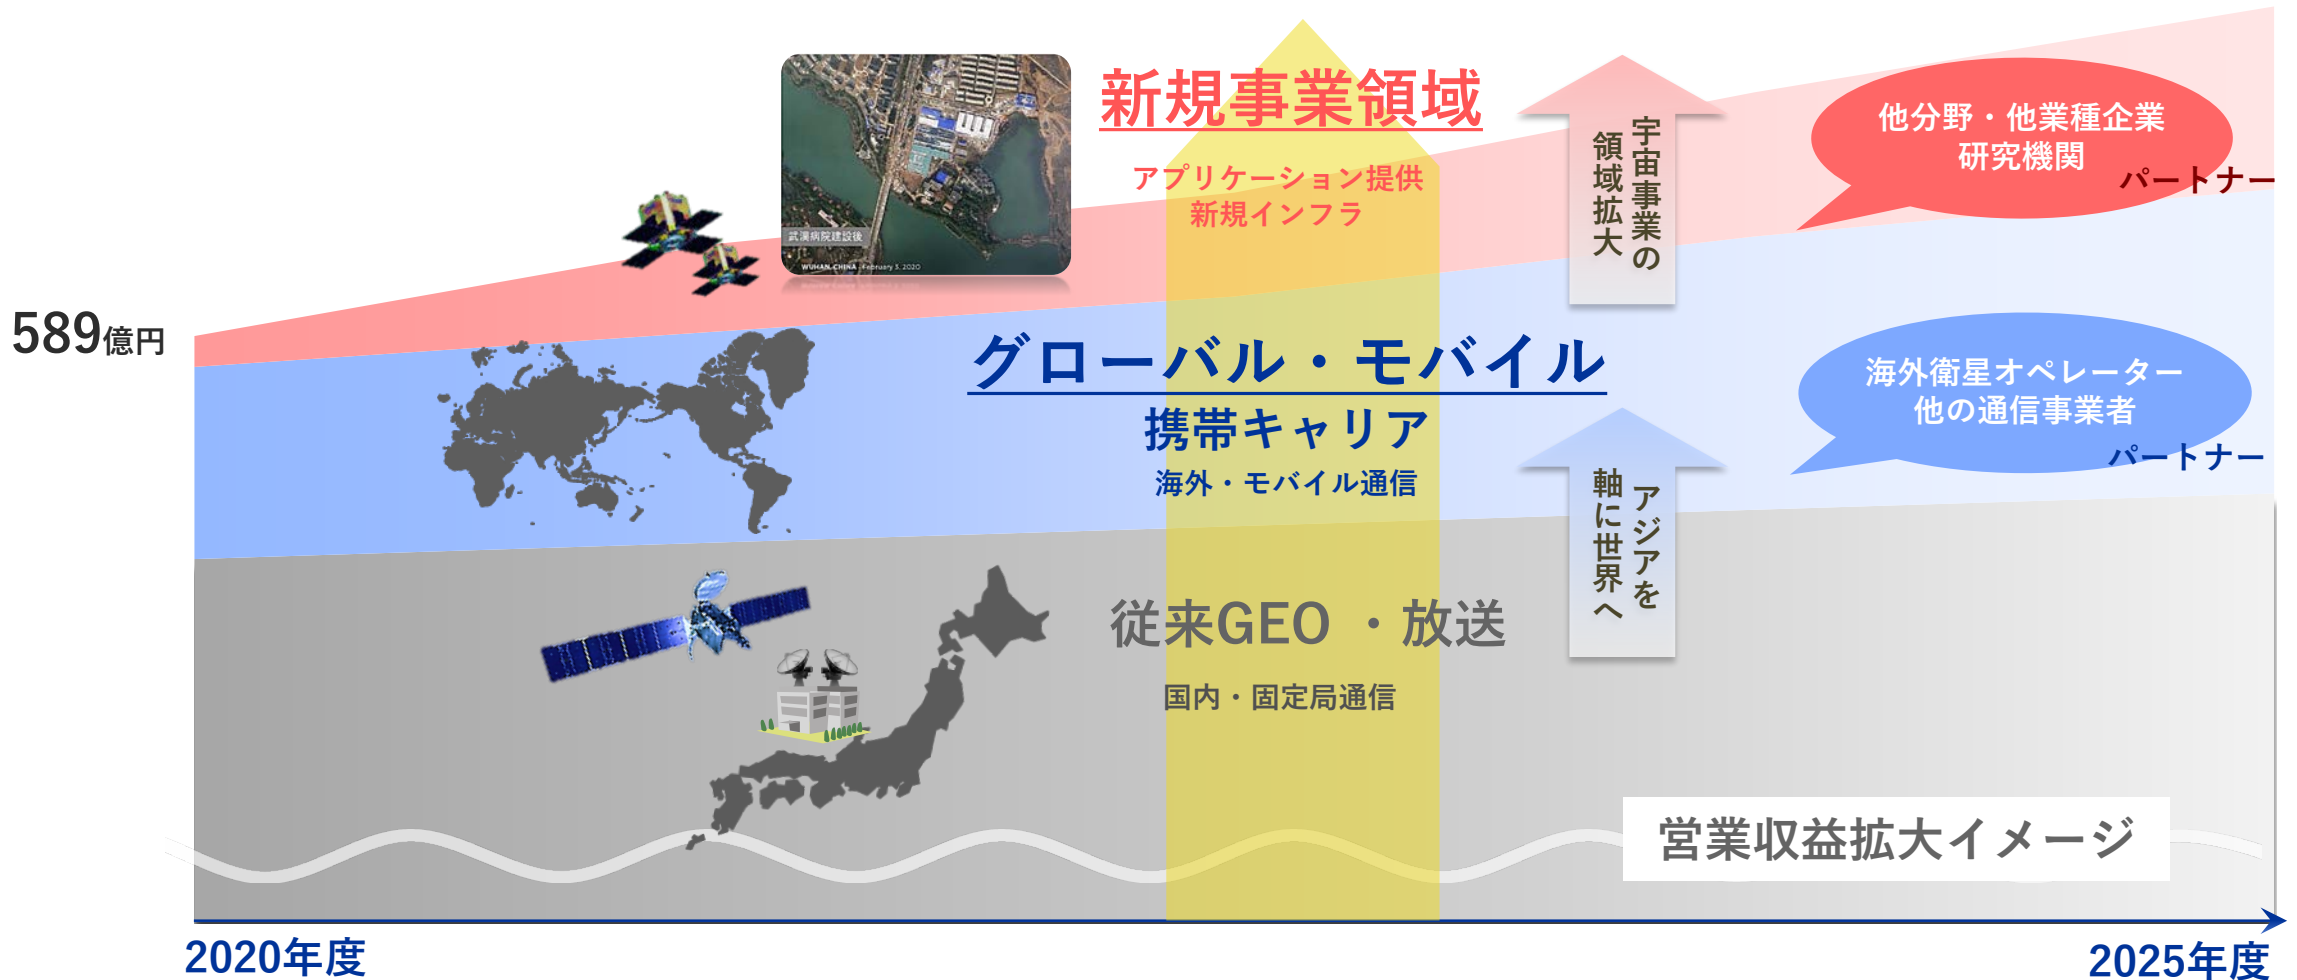 新規事業領域
アプリケーション提供
新規インフラ
武漢病院建設後
WUHAN, CHINA February 3, 2020
宇宙事業の
領域拡大
他分野・他業種企業
研究機関
パートナー
589億円
グローバル・モバイル
携帯キャリア
海外・モバイル通信
海外衛星オペレーター
他の通信事業者
パートナー
アジアを
軸に世界へ
従来GEO ・放送
国内・固定局通信
営業収益拡大イメージ
2020年度
2025年度